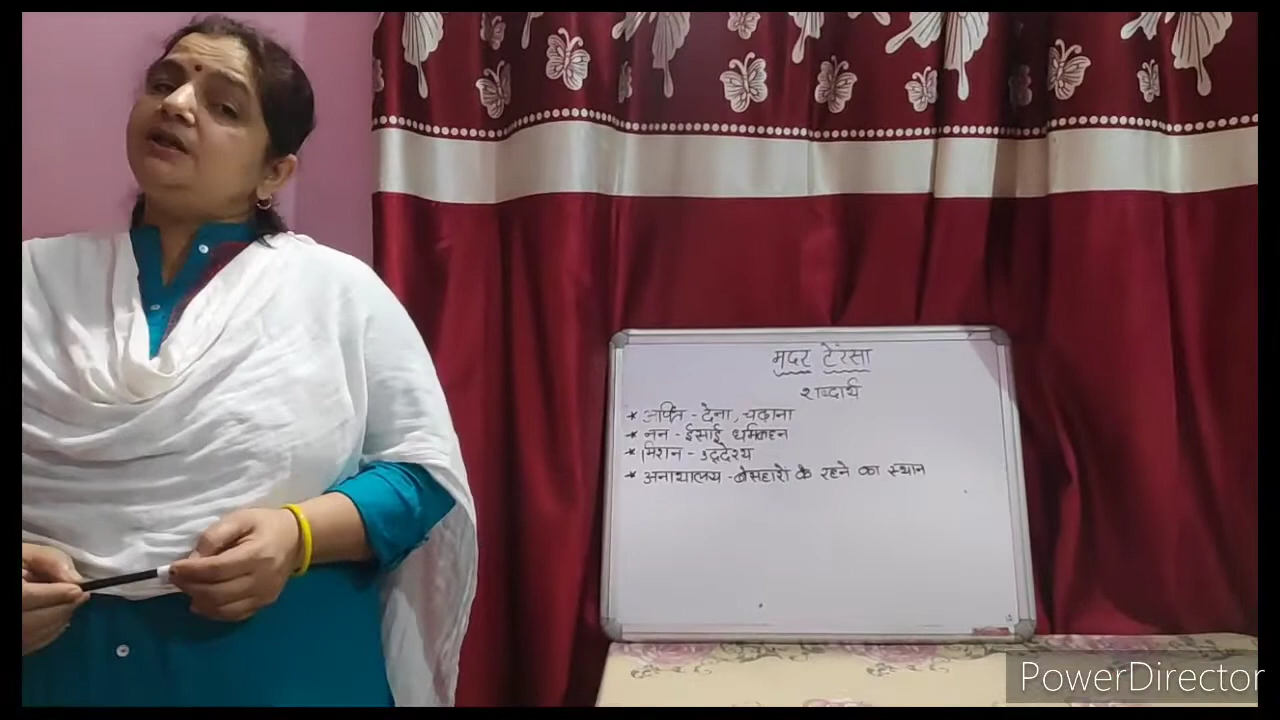 मदर टेरेसा
शब्दार्थ
* अर्पित - देना, चढ़ाना
* नन - ईसाई धर्मबहन
* मिशन - उद्देश्य
* अनाथालय - बेसहारो के रहने का स्थान
PowerDirector